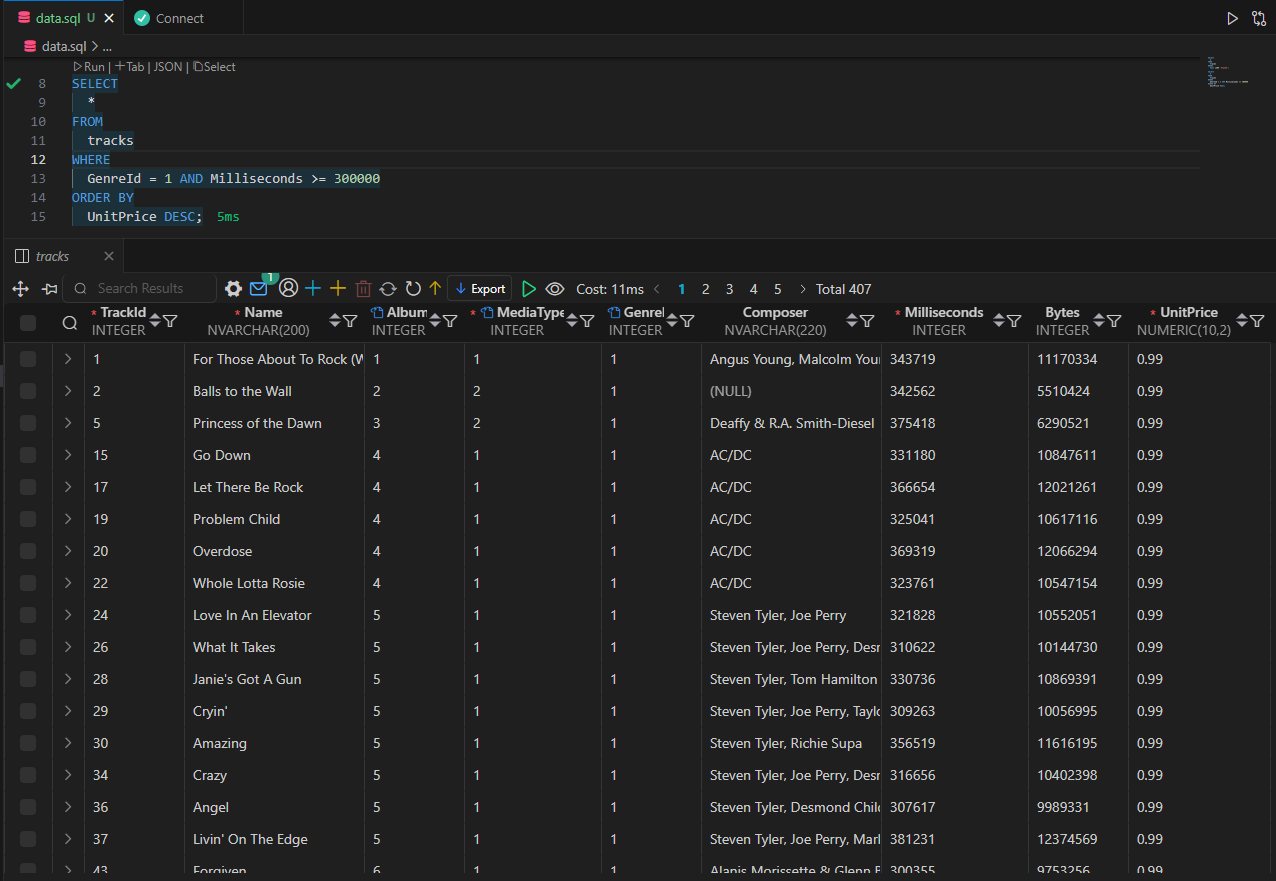 data.sql U
Connect
data.sql > ...
Run | Tab | JSON | Select
8 SELECT
9 *
10 FROM
11 tracks
12 WHERE
13 GenreId = 1 AND Milliseconds >= 300000
14 ORDER BY
15 UnitPrice DESC; 5ms
tracks
Search Results 1 Export Cost: 11ms < 1 2 3 4 5 > Total 407
* TrackId * Name Album * MediaType GenreI Composer * Milliseconds Bytes * UnitPrice
INTEGER NVARCHAR(200) INTEGER INTEGER INTEGER NVARCHAR(220) INTEGER INTEGER NUMERIC(10,2)
1 For Those About To Rock (W 1 1 1 Angus Young, Malcolm You 343719 11170334 0.99
2 Balls to the Wall 2 2 1 (NULL) 342562 5510424 0.99
5 Princess of the Dawn 3 2 1 Deaffy & R.A. Smith-Diesel 375418 6290521 0.99
15 Go Down 4 1 1 AC/DC 331180 10847611 0.99
17 Let There Be Rock 4 1 1 AC/DC 366654 12021261 0.99
19 Problem Child 4 1 1 AC/DC 325041 10617116 0.99
20 Overdose 4 1 1 AC/DC 369319 12066294 0.99
22 Whole Lotta Rosie 4 1 1 AC/DC 323761 10547154 0.99
24 Love In An Elevator 5 1 1 Steven Tyler, Joe Perry 321828 10552051 0.99
26 What It Takes 5 1 1 Steven Tyler, Joe Perry, Desr 310622 10144730 0.99
28 Janie's Got A Gun 5 1 1 Steven Tyler, Tom Hamilton 330736 10869391 0.99
29 Cryin' 5 1 1 Steven Tyler, Joe Perry, Taylo 309263 10056995 0.99
30 Amazing 5 1 1 Steven Tyler, Richie Supa 356519 11616195 0.99
34 Crazy 5 1 1 Steven Tyler, Joe Perry, Desr 316656 10402398 0.99
36 Angel 5 1 1 Steven Tyler, Desmond Chil 307617 9989331 0.99
37 Livin' On The Edge 5 1 1 Steven Tyler, Joe Perry, Marl 381231 12374569 0.99
43 Forgiven 6 1 1 Alanis Morissette & Glenn 300355 9753256 0.99